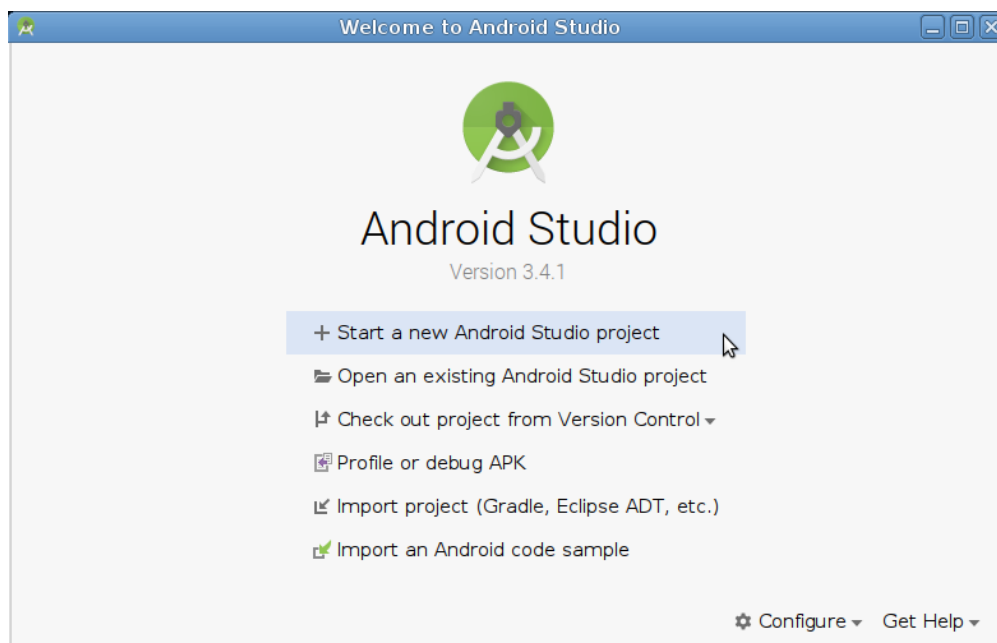 Welcome to Android Studio
Android Studio
Version 3.4.1
Start a new Android Studio project
Open an existing Android Studio project
Check out project from Version Control
Profile or debug APK
Import project (Gradle, Eclipse ADT, etc.)
Import an Android code sample
Configure Get Help